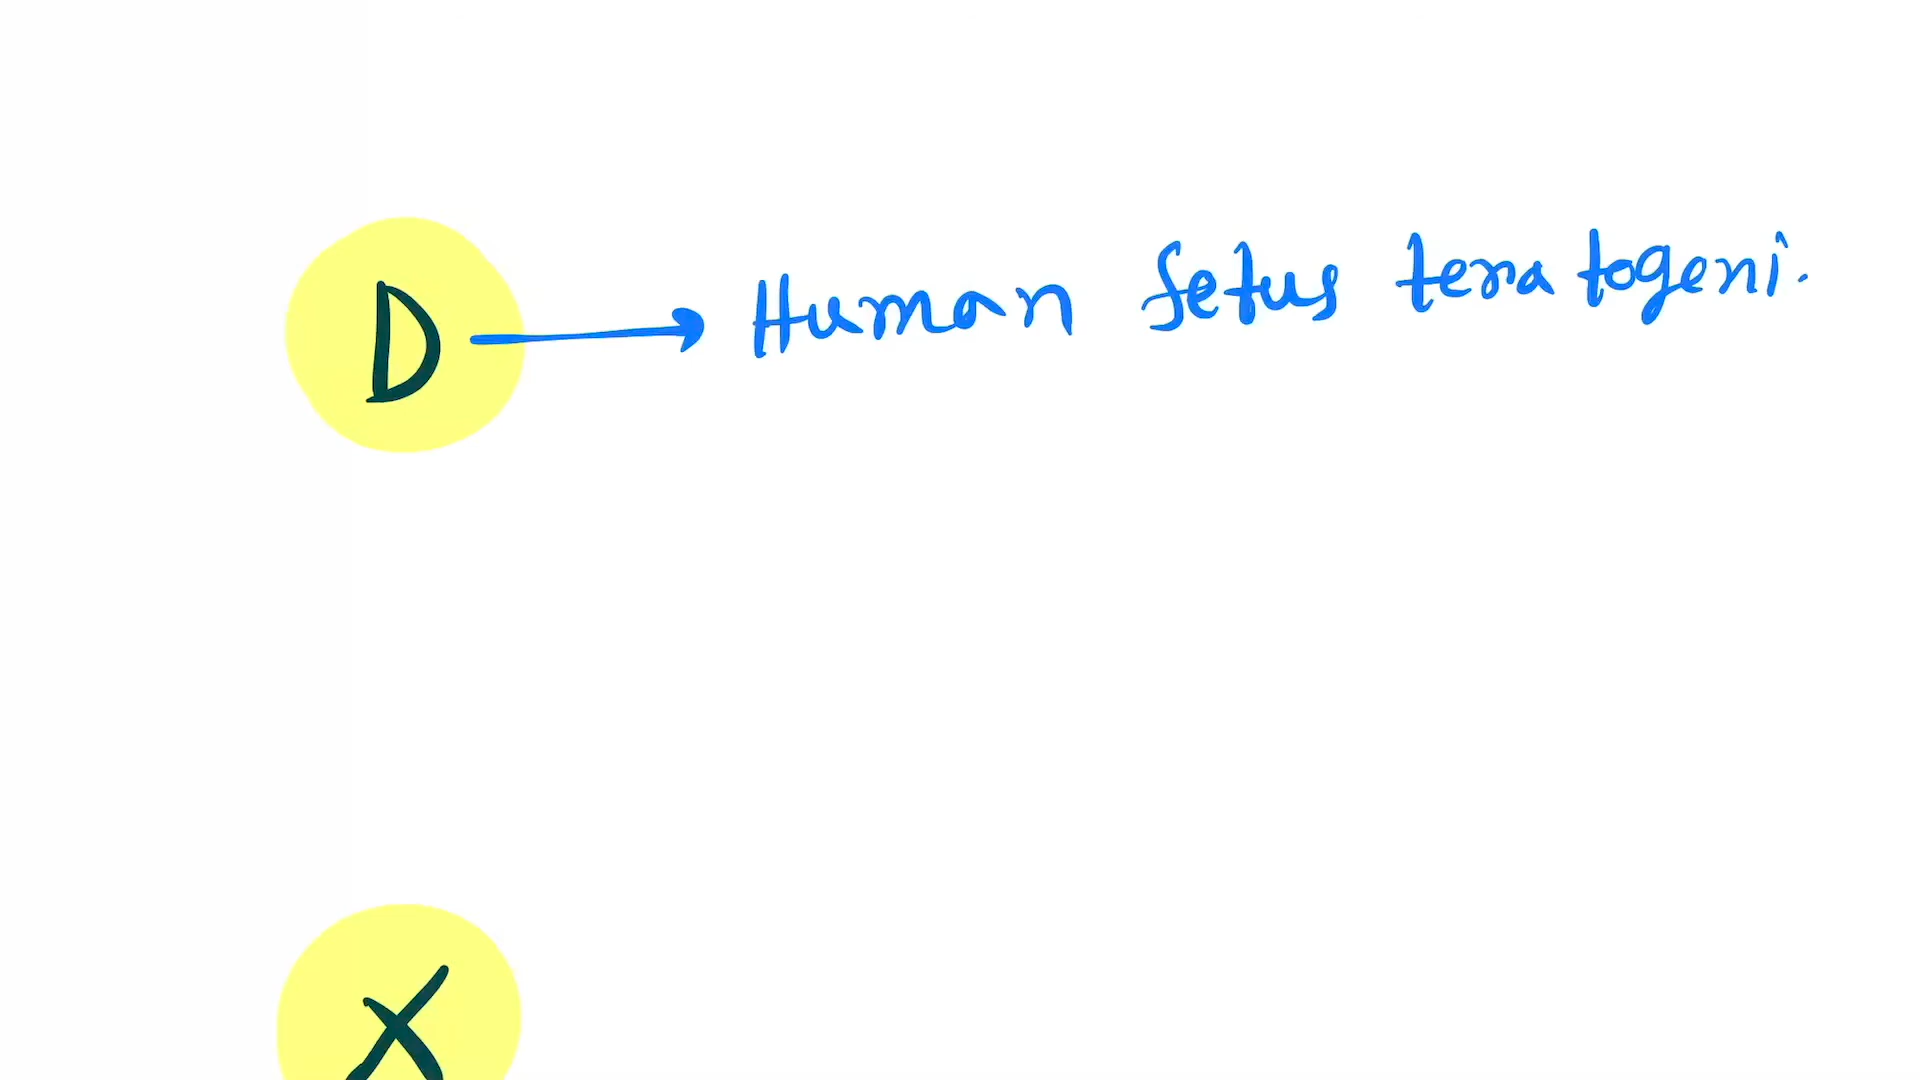 D → Human fetus teratogeni.
X